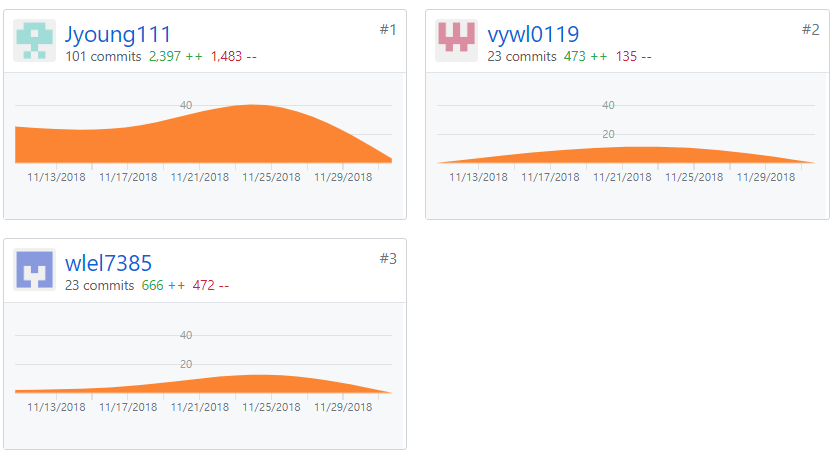 Jyoung111 #1
101 commits 2,397 ++ 1,483 --
40
11/13/2018 11/17/2018 11/21/2018 11/25/2018 11/29/2018
vywl0119 #2
23 commits 473 ++ 135 --
40
20
11/13/2018 11/17/2018 11/21/2018 11/25/2018 11/29/2018
wlel7385 #3
23 commits 666 ++ 472 --
40
20
11/13/2018 11/17/2018 11/21/2018 11/25/2018 11/29/2018